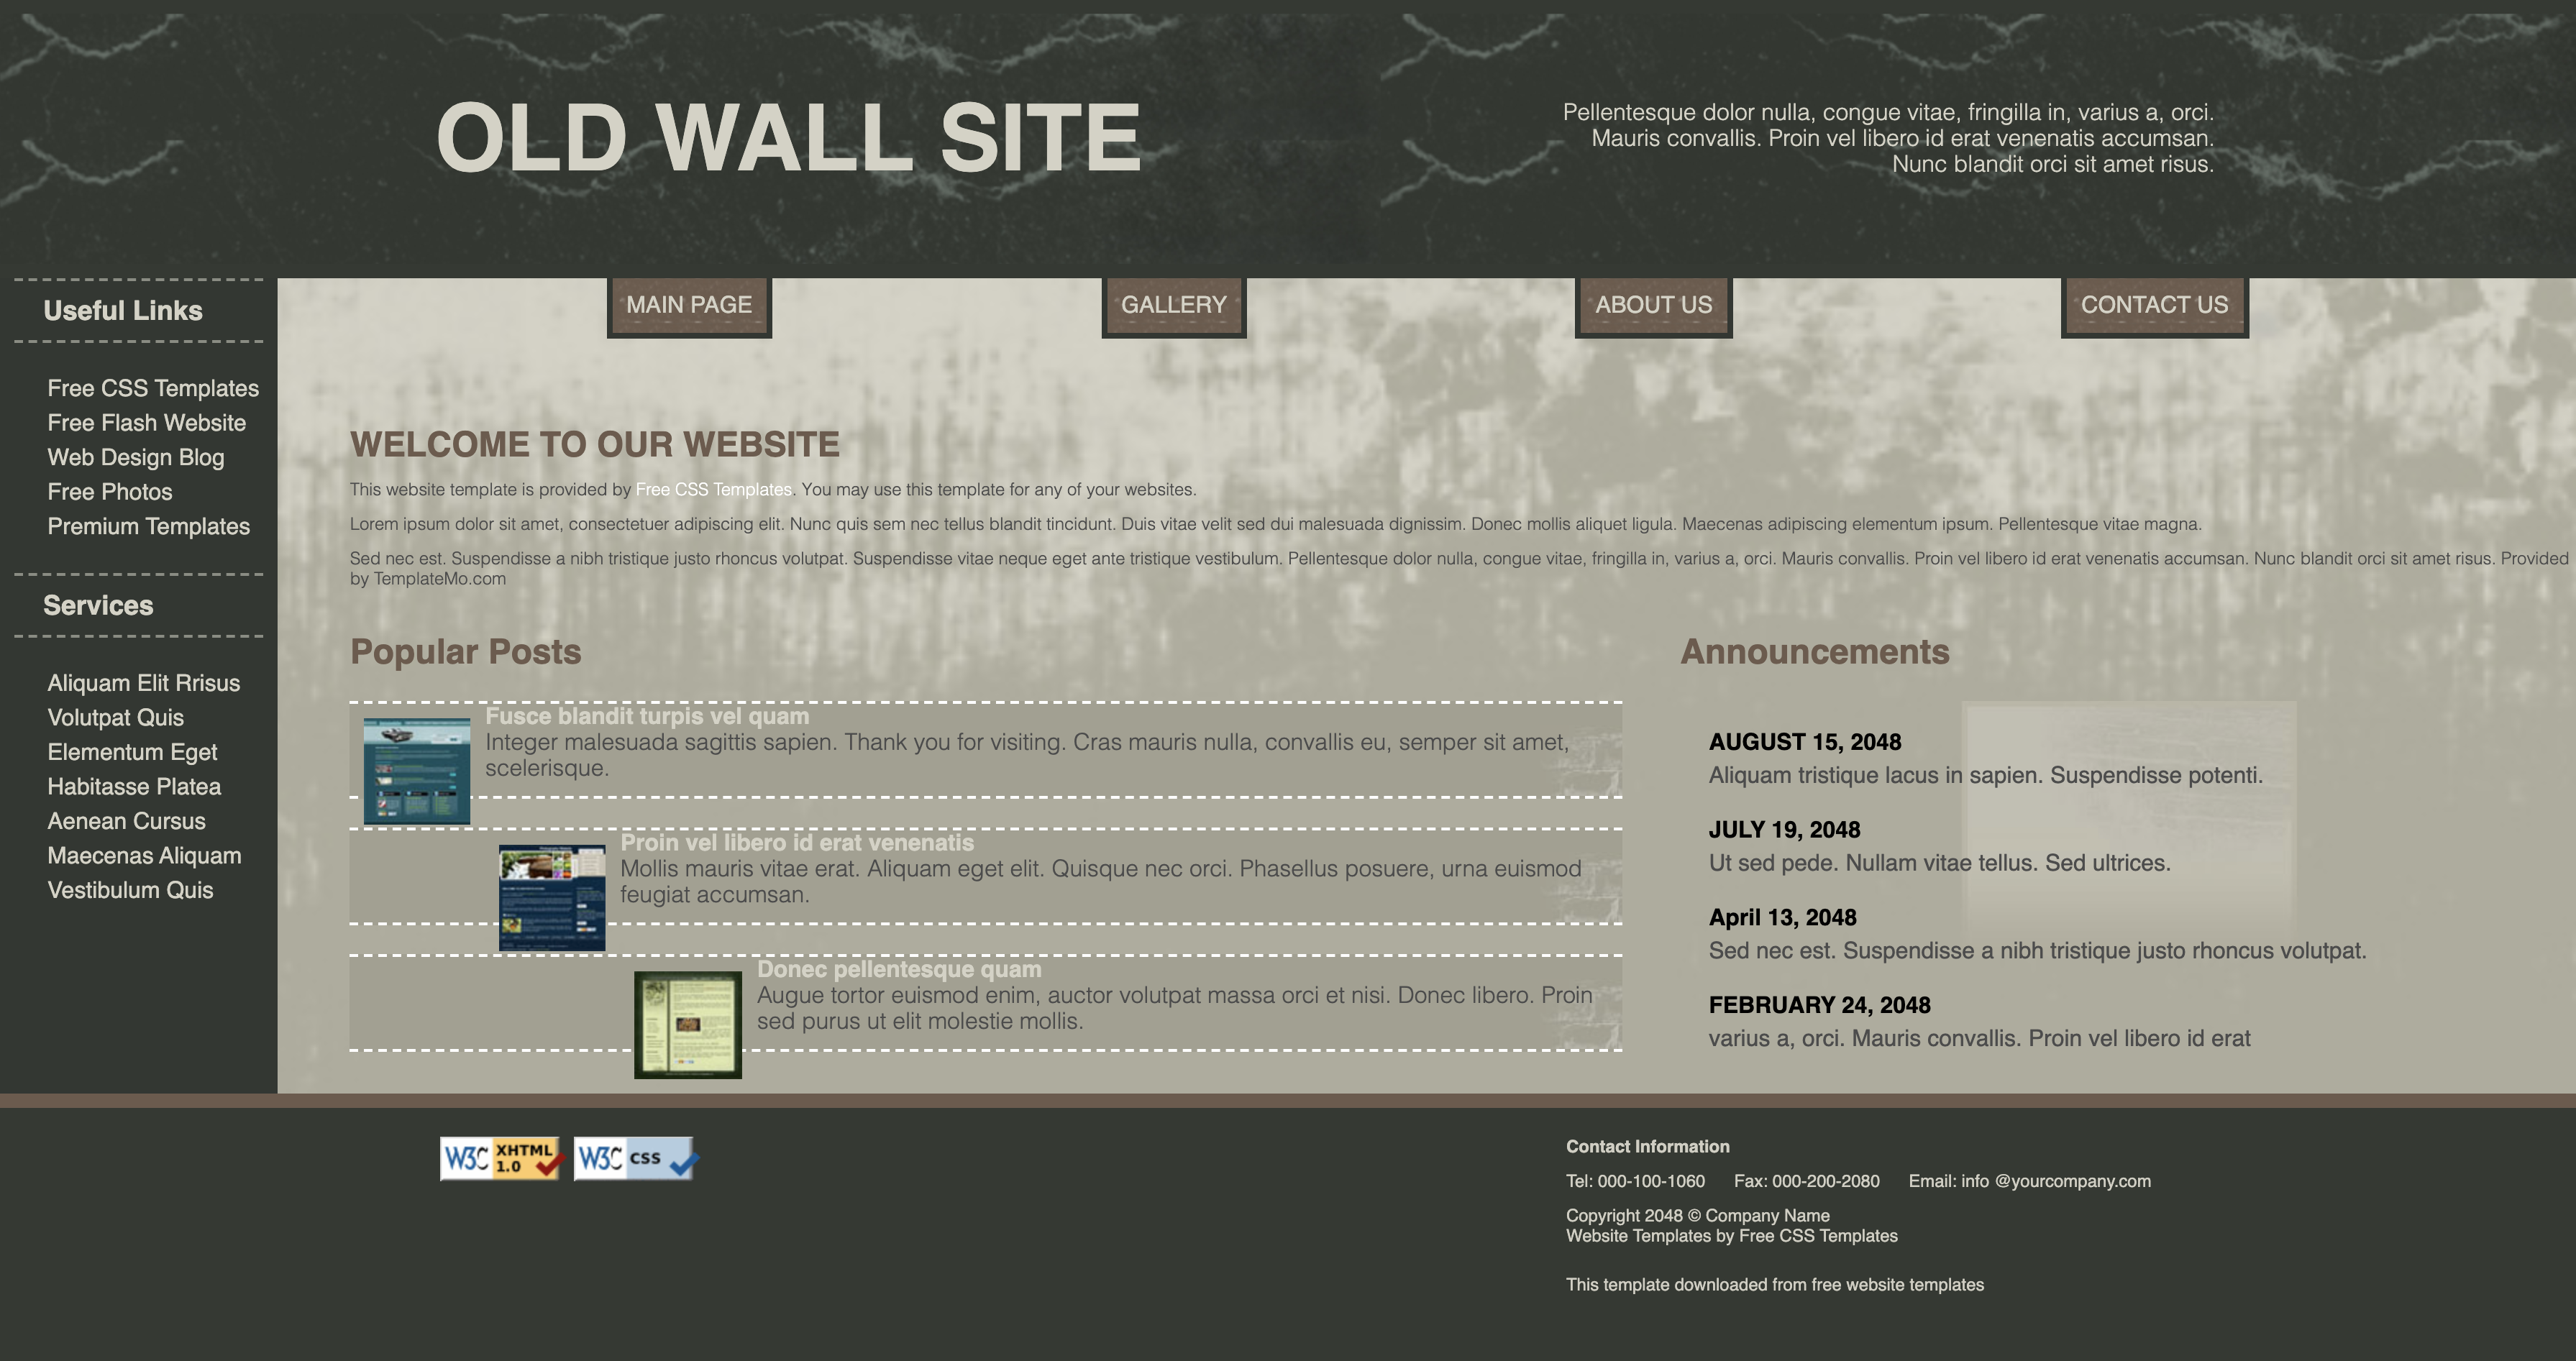 OLD WALL SITE
Pellentesque dolor nulla, congue vitae, fringilla in, varius a, orci.
Mauris convallis. Proin vel libero id erat venenatis accumsan.
Nunc blandit orci sit amet risus.
MAIN PAGE
GALLERY
ABOUT US
CONTACT US
Useful Links
Free CSS Templates
Free Flash Website
Web Design Blog
Free Photos
Premium Templates
Services
Aliquam Elit Rrisus
Volutpat Quis
Elementum Eget
Habitasse Platea
Aenean Cursus
Maecenas Aliquam
Vestibulum Quis
WELCOME TO OUR WEBSITE
This website template is provided by Free CSS Templates. You may use this template for any of your websites.
Lorem ipsum dolor sit amet, consectetuer adipiscing elit. Nunc quis sem nec tellus blandit tincidunt. Duis vitae velit sed dui malesuada dignissim. Donec mollis aliquet ligula. Maecenas adipiscing elementum ipsum. Pellentesque vitae magna.
Sed nec est. Suspendisse a nibh tristique justo rhoncus volutpat. Suspendisse vitae neque eget ante tristique vestibulum. Pellentesque dolor nulla, congue vitae, fringilla in, varius a, orci. Mauris convallis. Proin vel libero id erat venenatis accumsan. Nunc blandit orci sit amet risus. Provided
by TemplateMo.com
Popular Posts
Fusce blandit turpis vel quam
Integer malesuada sagittis sapien. Thank you for visiting. Cras mauris nulla, convallis eu, semper sit amet,
scelerisque.
Proin vel libero id erat venenatis
Mollis mauris vitae erat. Aliquam eget elit. Quisque nec orci. Phasellus posuere, urna euismod
feugiat accumsan.
Donec pellentesque quam
Augue tortor euismod enim, auctor volutpat massa orci et nisi. Donec libero. Proin
sed purus ut elit molestie mollis.
Announcements
AUGUST 15, 2048
Aliquam tristique lacus in sapien. Suspendisse potenti.
JULY 19, 2048
Ut sed pede. Nullam vitae tellus. Sed ultrices.
April 13, 2048
Sed nec est. Suspendisse a nibh tristique justo rhoncus volutpat.
FEBRUARY 24, 2048
varius a, orci. Mauris convallis. Proin vel libero id erat
W3C XHTML 1.0
W3C CSS
Contact Information
Tel: 000-100-1060 Fax: 000-200-2080 Email: info @yourcompany.com
Copyright 2048 © Company Name
Website Templates by Free CSS Templates
This template downloaded from free website templates